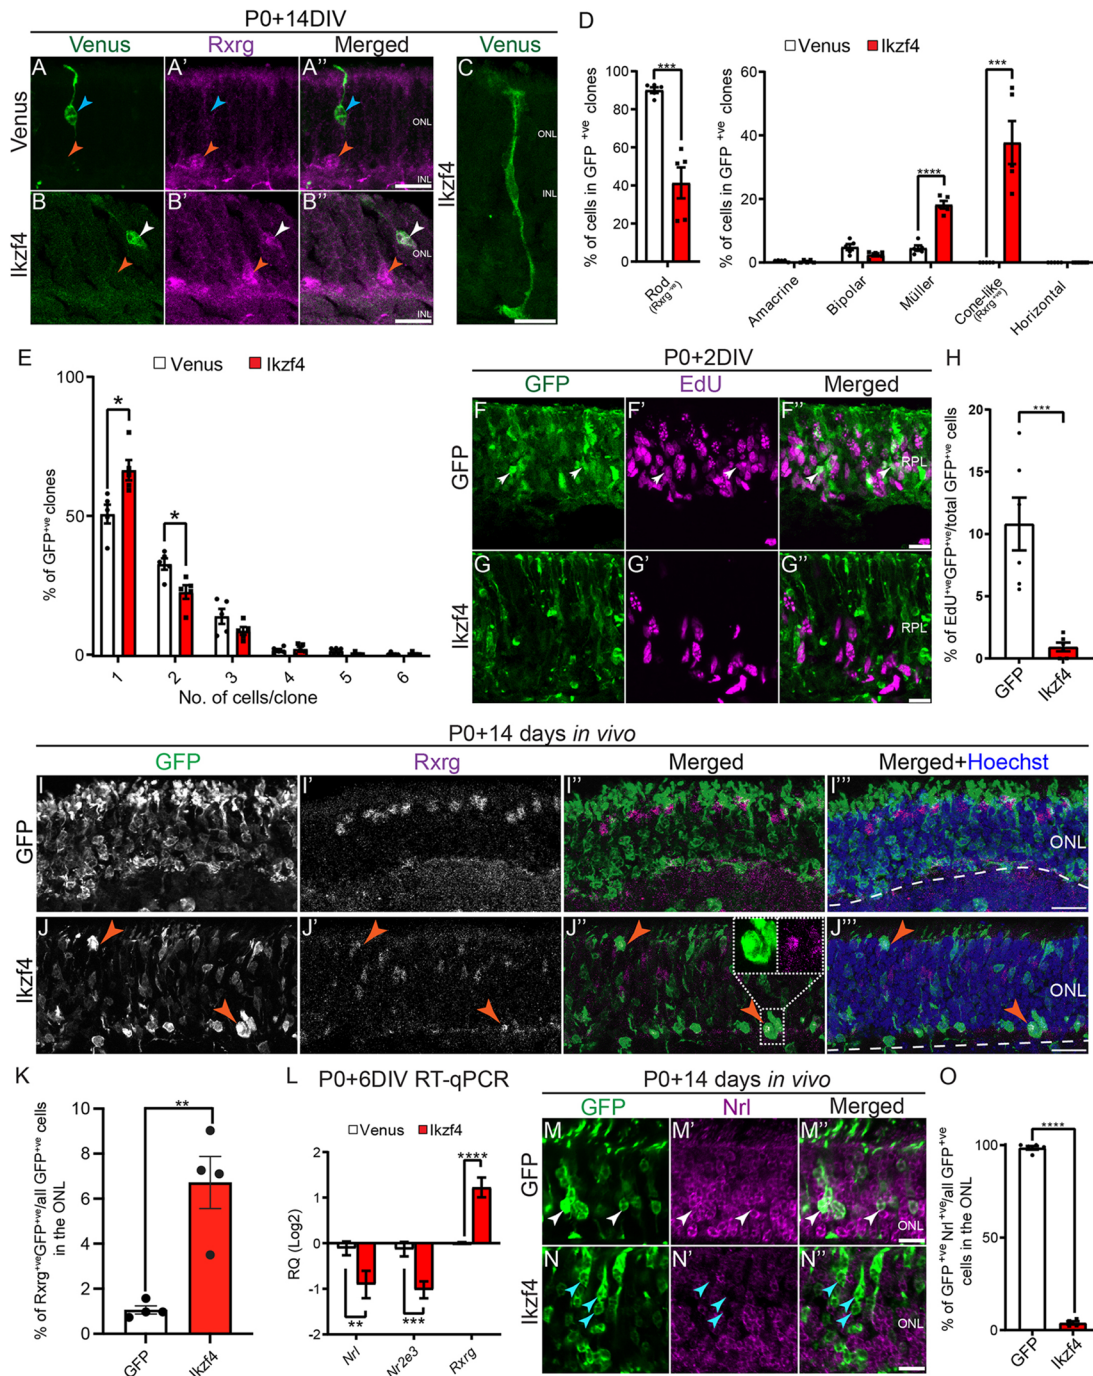 P0+14DIV
Venus Rxrg Merged Venus
A A' A'' C
Venus
ONL
INL
ONL
INL
B B' B''
Ikzf4
ONL
INL
Ikzf4
D
Venus Ikzf4
% of cells in GFP +ve clones
100
80
60
40
20
0
***
Rod
(Rxrg-ve)
% of cells in GFP +ve clones
60
40
20
0
****
***
Amacrine
Bipolar
Müller
Cone-like
(Rxrg+ve)
Horizontal
E
Venus Ikzf4
% of GFP+ve clones
100
50
0
*
*
1 2 3 4 5 6
No. of cells/clone
P0+2DIV
GFP EdU Merged
F F' F''
GFP
RPL
G G' G''
Ikzf4
RPL
H
% of EdU+veGFP+ve/total GFP+ve cells
20
15
10
5
0
***
GFP Ikzf4
P0+14 days in vivo
GFP Rxrg Merged Merged+Hoechst
I I' I'' I'''
GFP
ONL
J J' J'' J'''
Ikzf4
ONL
K
% of Rxrg+veGFP+ve/all GFP+ve cells
in the ONL
10
8
6
4
2
0
**
GFP Ikzf4
L P0+6DIV RT-qPCR
Venus Ikzf4
RQ (Log2)
2
1
0
-1
-2
**
***
****
Nrl Nr2e3 Rxrg
P0+14 days in vivo
GFP Nrl Merged
M M' M''
GFP
ONL
N N' N''
Ikzf4
ONL
O
% of GFP+ve Nrl+ve/all GFP+ve
cells in the ONL
100
50
0
****
GFP Ikzf4